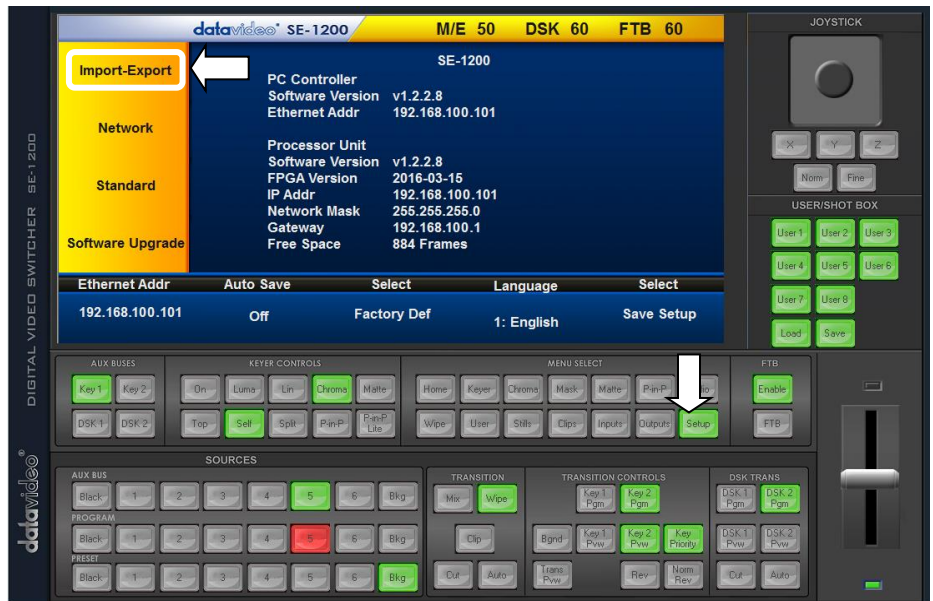 datavideo® SE-1200 M/E 50 DSK 60 FTB 60
SE-1200
Import-Export
Network
Standard
Software Upgrade
PC Controller
Software Version v1.2.2.8
Ethernet Addr 192.168.100.101
Processor Unit
Software Version v1.2.2.8
FPGA Version 2016-03-15
IP Addr 192.168.100.101
Network Mask 255.255.255.0
Gateway 192.168.100.1
Free Space 884 Frames
Ethernet Addr Auto Save Select Language Select
192.168.100.101 Off Factory Def 1: English Save Setup
JOYSTICK
X Y Z
Norm Fine
USER/SHOT BOX
User 1 User 2 User 3
User 4 User 5 User 6
User 7 User 8
Load Save
datavideo® DIGITAL VIDEO SWITCHER SE-1200
AUX BUSES
Key 1 Key 2
DSK 1 DSK 2
KEYER CONTROLS
On Luma Lin Chroma Matte
Top Self Split P-in-P P-in-P Lite
MENU SELECT
Home Keyer Chroma Mask Matte P-in-P
Wipe User Stills Clips Inputs Outputs Setup
FTB
Enable
FTB
SOURCES
AUX BUS
Black 1 2 3 4 5 6 Bkg
PROGRAM
Black 1 2 3 4 5 6 Bkg
PRESET
Black 1 2 3 4 5 6 Bkg
TRANSITION
Mix Wipe
Clip
Cut Auto
TRANSITION CONTROLS
Key 1 Pgm Key 2 Pgm
Bgnd Key 1 Pvw Key 2 Pvw Key Priority
Trans Pvw Rev Norm Rev
DSK TRANS
DSK 1 Pgm DSK 2 Pgm
DSK 1 Pvw DSK 2 Pvw
Cut Auto